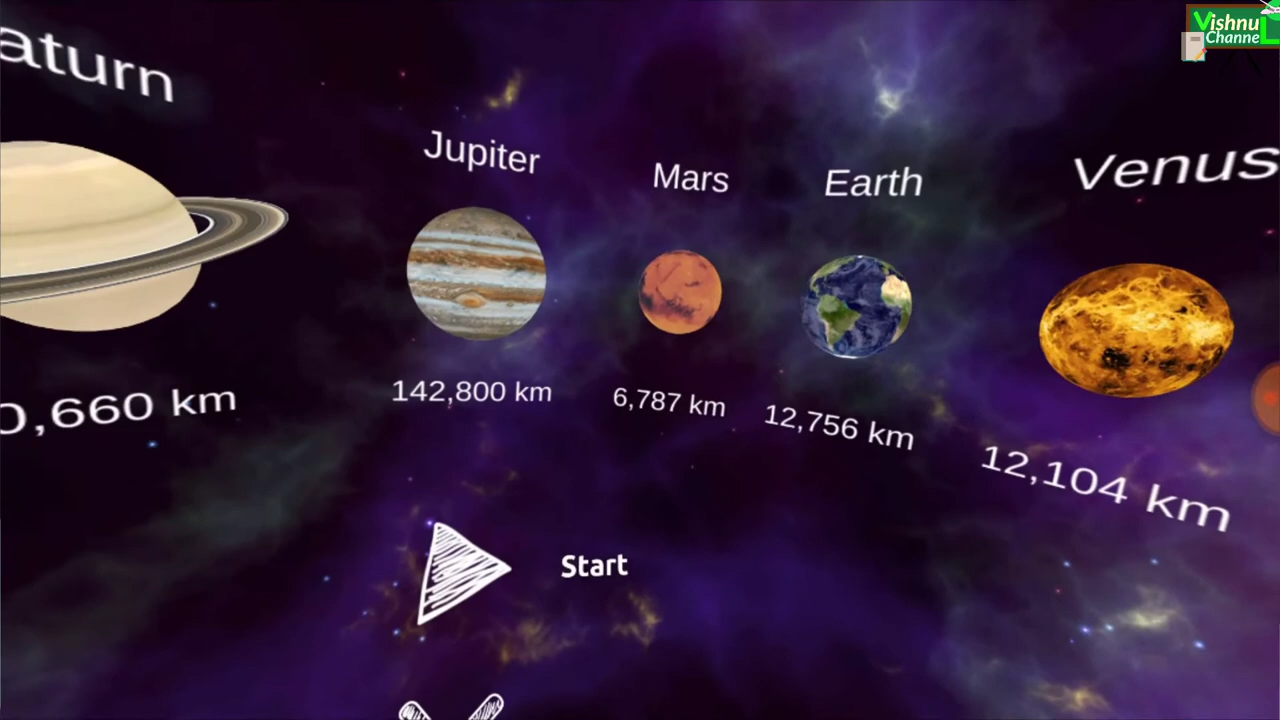 aturn
Jupiter
Mars
Earth
Venus
0,660 km
142,800 km
6,787 km
12,756 km
12,104 km
Start
Vishnu
Channe